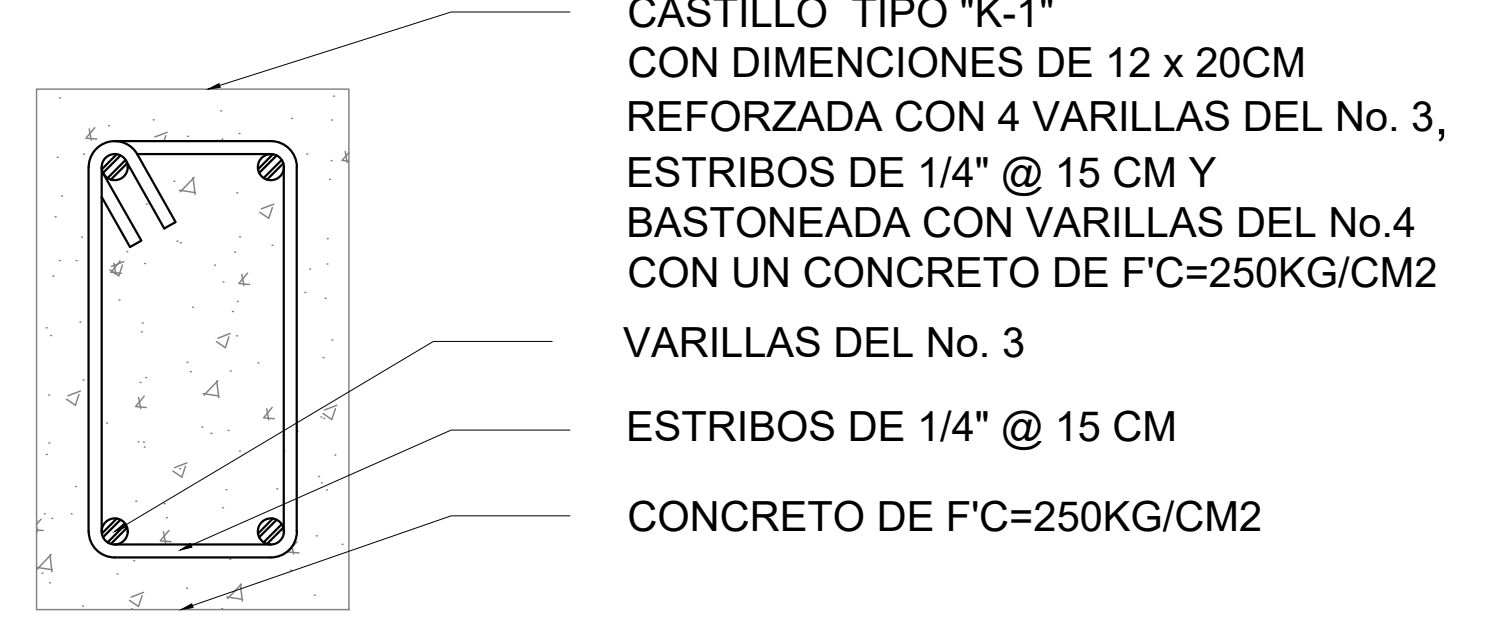 CASTILLO TIPO "K-1"
CON DIMENCIONES DE 12 x 20CM
REFORZADA CON 4 VARILLAS DEL No. 3,
ESTRIBOS DE 1/4" @ 15 CM Y
BASTONEADA CON VARILLAS DEL No.4
CON UN CONCRETO DE F'C=250KG/CM2
VARILLAS DEL No. 3
ESTRIBOS DE 1/4" @ 15 CM
CONCRETO DE F'C=250KG/CM2